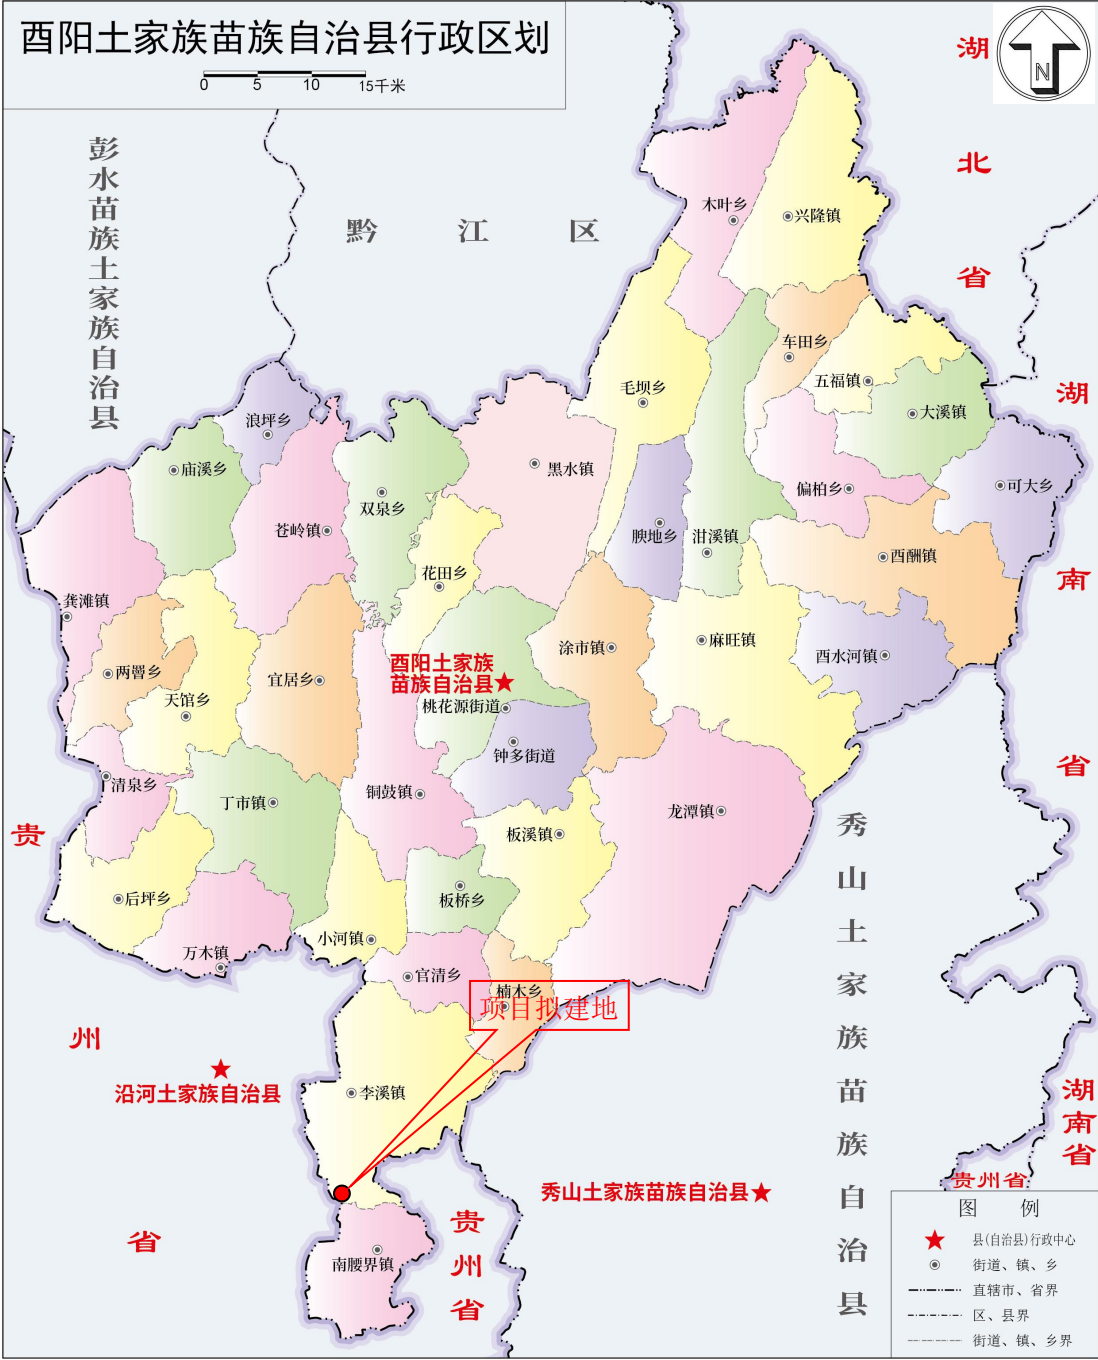 酉阳土家族苗族自治县行政区划
0 5 10 15千米
N
湖北省
彭水苗族土家族自治县
黔江区
木叶乡
兴隆镇
车田乡
毛坝乡
五福镇
大溪镇
湖南省
浪坪乡
庙溪乡
黑水镇
双泉乡
苍岭镇
偏柏乡
可大乡
腴地乡
泔溪镇
酉酬镇
花田乡
龚滩镇
涂市镇
麻旺镇
酉水河镇
两罾乡
宜居乡
天馆乡
酉阳土家族
苗族自治县
桃花源街道
钟多街道
清泉乡
丁市镇
铜鼓镇
龙潭镇
板溪镇
贵州省
秀山土家族苗族自治县
后坪乡
板桥乡
小河镇
万木镇
官清乡
楠木乡
项目拟建地
李溪镇
沿河土家族自治县
湖南省
贵州省
秀山土家族苗族自治县
贵州省
南腰界镇
图例
县(自治县)行政中心
街道、镇、乡
直辖市、省界
区、县界
街道、镇、乡界